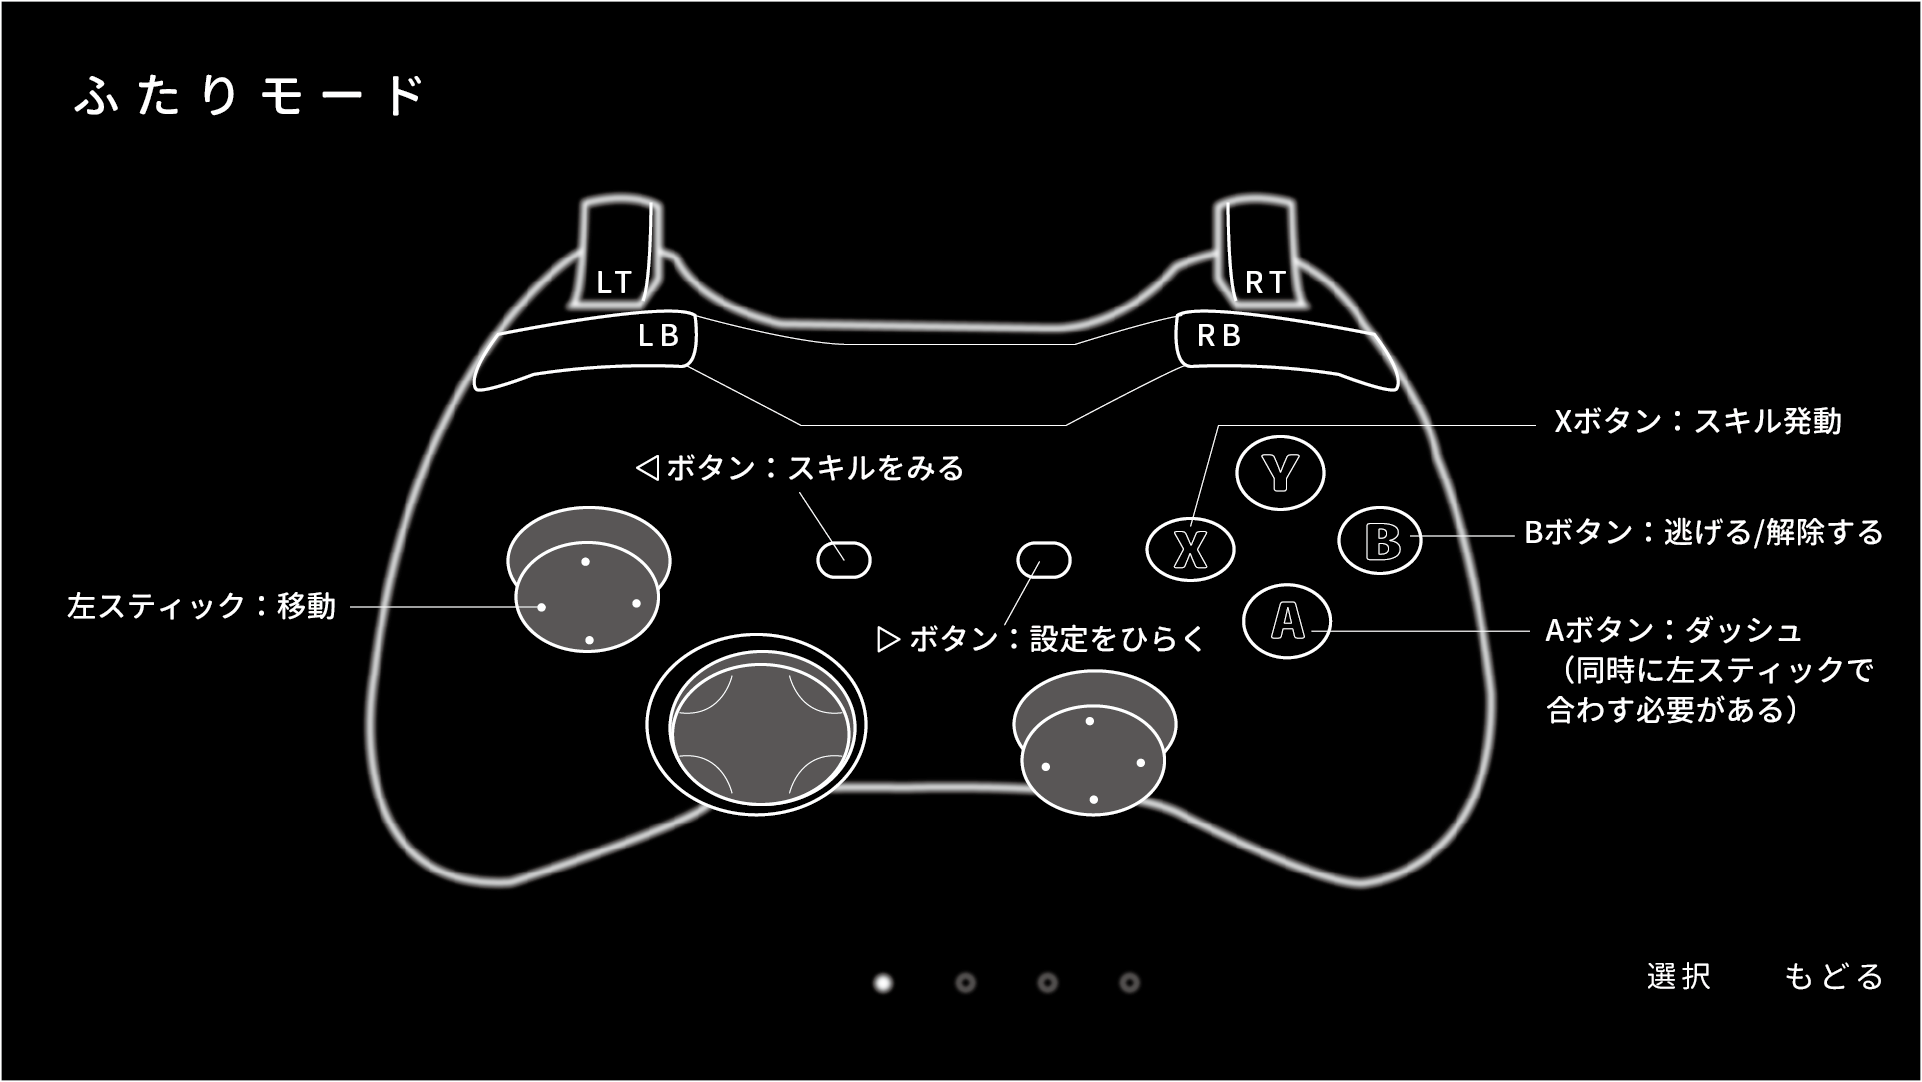 ふたりモード
LT
RT
LB
RB
Xボタン：スキル発動
◁ ボタン：スキルをみる
Y
X
B
Bボタン：逃げる/解除する
左スティック：移動
▷ ボタン：設定をひらく
A
Aボタン：ダッシュ
（同時に左スティックで
合わす必要がある）
選択
もどる